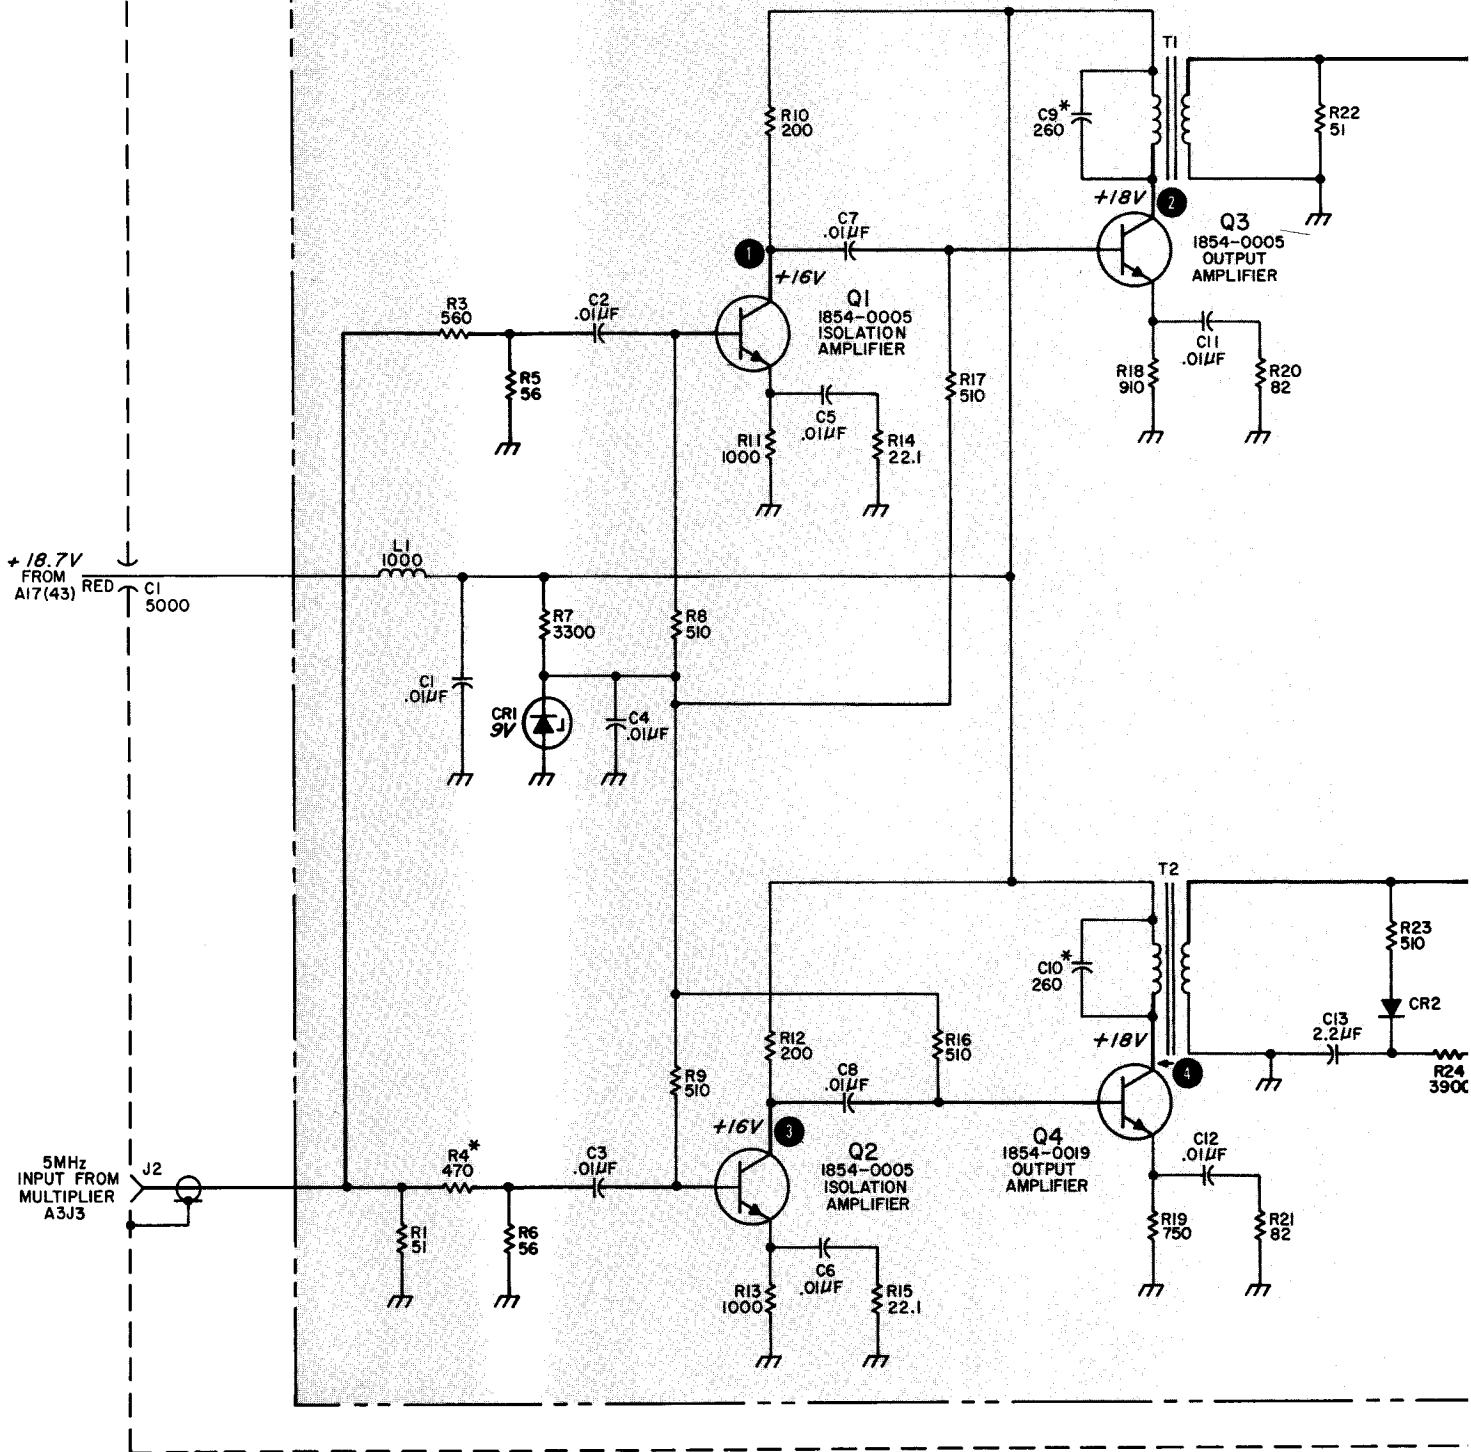 T1
R10
200
C9*
260
R22
51
+18V
2
Q3
1854-0005
OUTPUT
AMPLIFIER
C7
.01µF
1
+16V
Q1
1854-0005
ISOLATION
AMPLIFIER
R3
560
C2
.01µF
R5
56
C11
.01µF
R18
910
R20
82
R17
510
C5
.01µF
R11
1000
R14
22.1
+18.7V
FROM
A17(43)
RED
C1
5000
L1
1000
R7
3300
R8
510
C1
.01µF
CR1
9V
C4
.01µF
T2
R23
510
C10*
260
CR2
C13
2.2µF
R24
3900
+18V
4
R12
200
R16
510
C8
.01µF
R9
510
+16V
3
Q2
1854-0005
ISOLATION
AMPLIFIER
Q4
1854-0019
OUTPUT
AMPLIFIER
C12
.01µF
5MHz
INPUT FROM
MULTIPLIER
A3J3
J2
R4*
470
C3
.01µF
R1
51
R6
56
R19
750
R21
82
C6
.01µF
R13
1000
R15
22.1